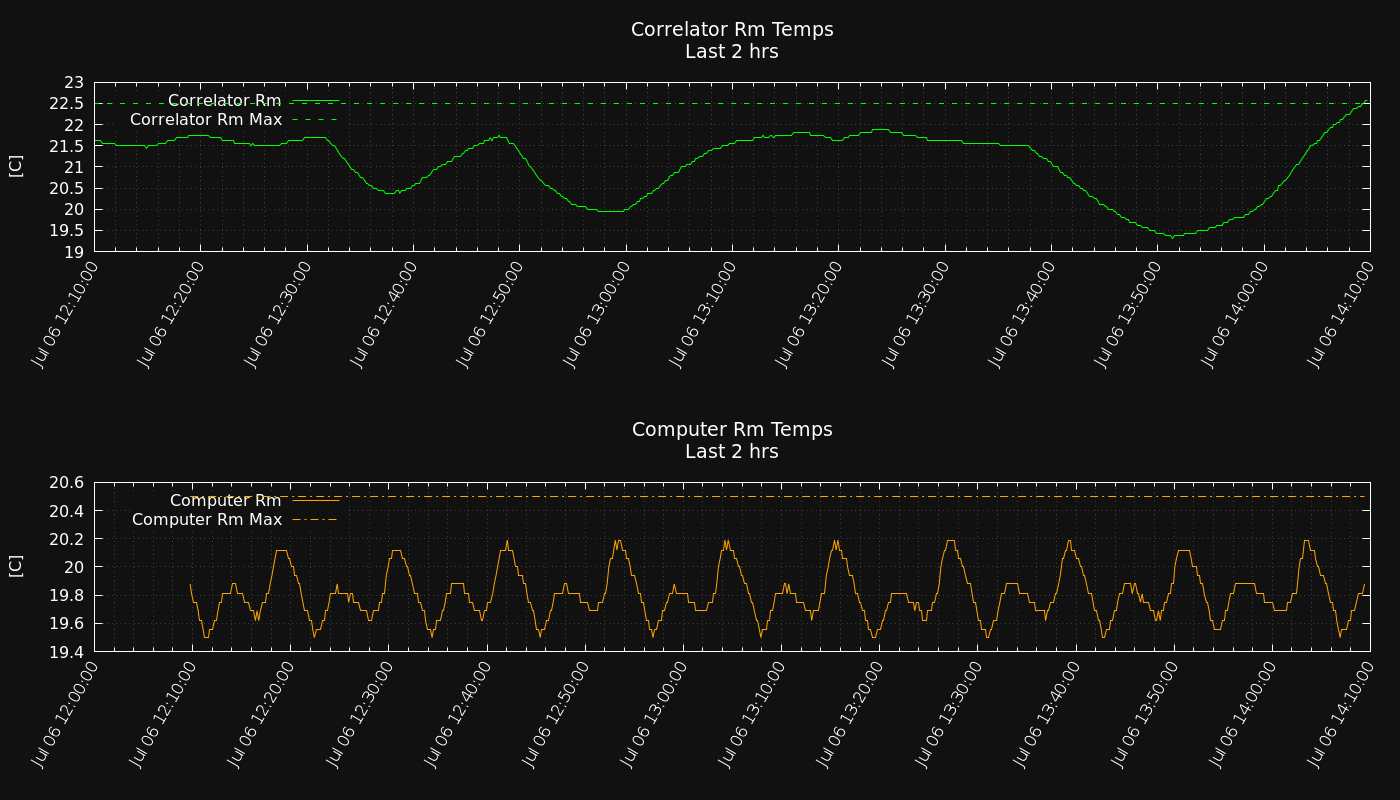 Correlator Rm Temps
Last 2 hrs
23
22.5
22
21.5
21
20.5
20
19.5
19
[C]
Correlator Rm
Correlator Rm Max
Jul 06 12:10:00
Jul 06 12:20:00
Jul 06 12:30:00
Jul 06 12:40:00
Jul 06 12:50:00
Jul 06 13:00:00
Jul 06 13:10:00
Jul 06 13:20:00
Jul 06 13:30:00
Jul 06 13:40:00
Jul 06 13:50:00
Jul 06 14:00:00
Jul 06 14:10:00
Computer Rm Temps
Last 2 hrs
20.6
20.4
20.2
20
19.8
19.6
19.4
[C]
Computer Rm
Computer Rm Max
Jul 06 12:00:00
Jul 06 12:10:00
Jul 06 12:20:00
Jul 06 12:30:00
Jul 06 12:40:00
Jul 06 12:50:00
Jul 06 13:00:00
Jul 06 13:10:00
Jul 06 13:20:00
Jul 06 13:30:00
Jul 06 13:40:00
Jul 06 13:50:00
Jul 06 14:00:00
Jul 06 14:10:00